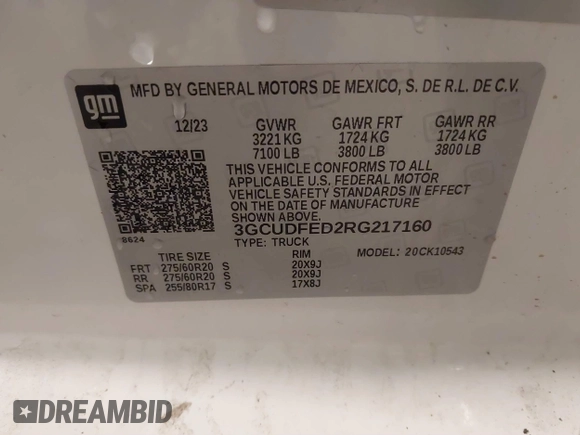 gm
MFD BY GENERAL MOTORS DE MEXICO, S. DE R.L. DE C.V.
12/23 GVWR GAWR FRT GAWR RR
3221 KG 1724 KG 1724 KG
7100 LB 3800 LB 3800 LB
THIS VEHICLE CONFORMS TO ALL
APPLICABLE U.S. FEDERAL MOTOR
VEHICLE SAFETY STANDARDS IN EFFECT
ON THE DATE OF MANUFACTURE
SHOWN ABOVE.
8624 3GCUDFED2RG217160
TYPE: TRUCK MODEL: 20CK10543
TIRE SIZE RIM
FRT 275/60R20 S 20X9J
RR 275/60R20 S 20X9J
SPA 255/80R17 S 17X8J
DREAMBID